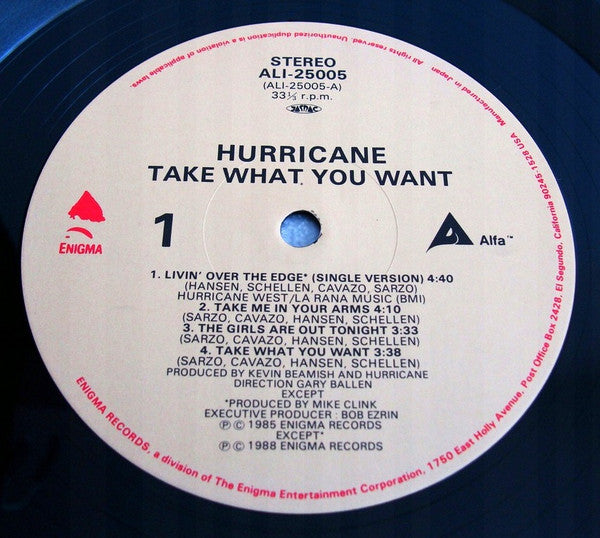 Manufactured in Japan. All rights reserved. Unauthorized duplication is a violation of applicable laws.
STEREO
ALI-25005
(ALI-25005-A)
33⅓ r.p.m.
HURRICANE
TAKE WHAT YOU WANT
ENIGMA
1
Alfa™
1. LIVIN' OVER THE EDGE* (SINGLE VERSION) 4:40
(HANSEN, SCHELLEN, CAVAZO, SARZO)
HURRICANE WEST/LA RANA MUSIC (BMI)
2. TAKE ME IN YOUR ARMS 4:10
(SARZO, CAVAZO, HANSEN, SCHELLEN)
3. THE GIRLS ARE OUT TONIGHT 3:33
(SARZO, CAVAZO, HANSEN, SCHELLEN)
4. TAKE WHAT YOU WANT 3:38
(SARZO, CAVAZO, HANSEN, SCHELLEN)
PRODUCED BY KEVIN BEAMISH AND HURRICANE
DIRECTION GARY BALLEN
EXCEPT
*PRODUCED BY MIKE CLINK
EXECUTIVE PRODUCER : BOB EZRIN
Ⓟ © 1985 ENIGMA RECORDS
EXCEPT*
Ⓟ © 1988 ENIGMA RECORDS
ENIGMA RECORDS, a division of The Enigma Entertainment Corporation, 1750 East Holly Avenue, Post Office Box 2428, El Segundo, California 90245-1528 USA